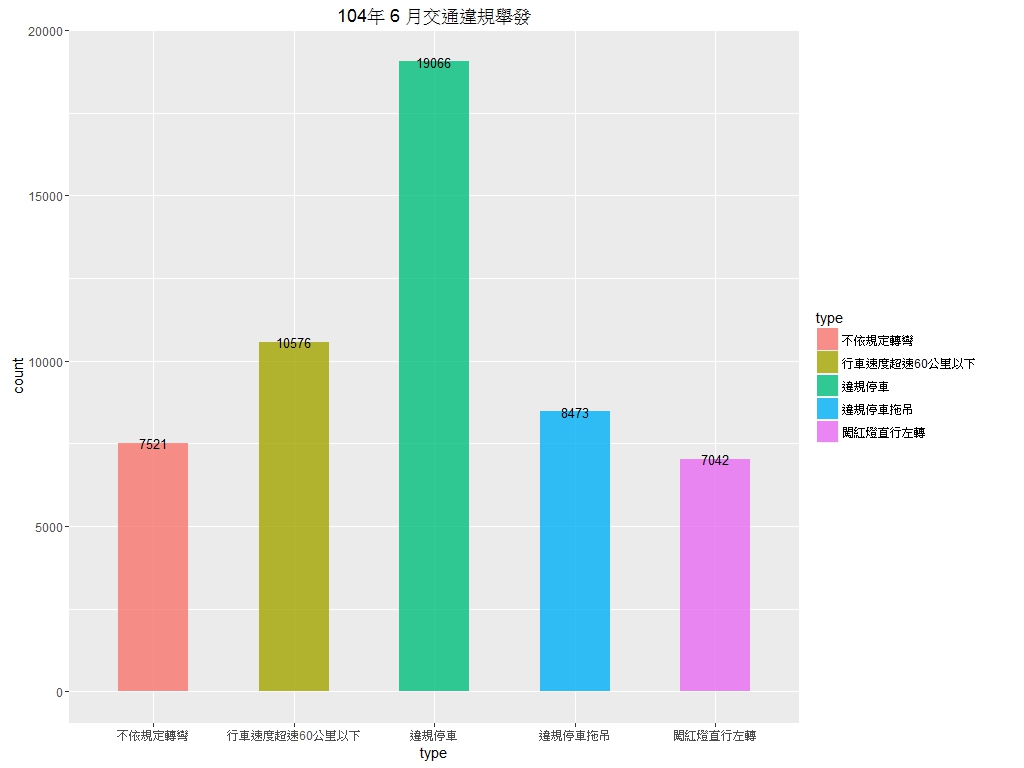 104年 6 月交通違規舉發
20000
15000
10000
5000
0
count
19066
10576
8473
7521
7042
不依規定轉彎
行車速度超速60公里以下
違規停車
違規停車拖吊
闖紅燈直行左轉
type
type
不依規定轉彎
行車速度超速60公里以下
違規停車
違規停車拖吊
闖紅燈直行左轉